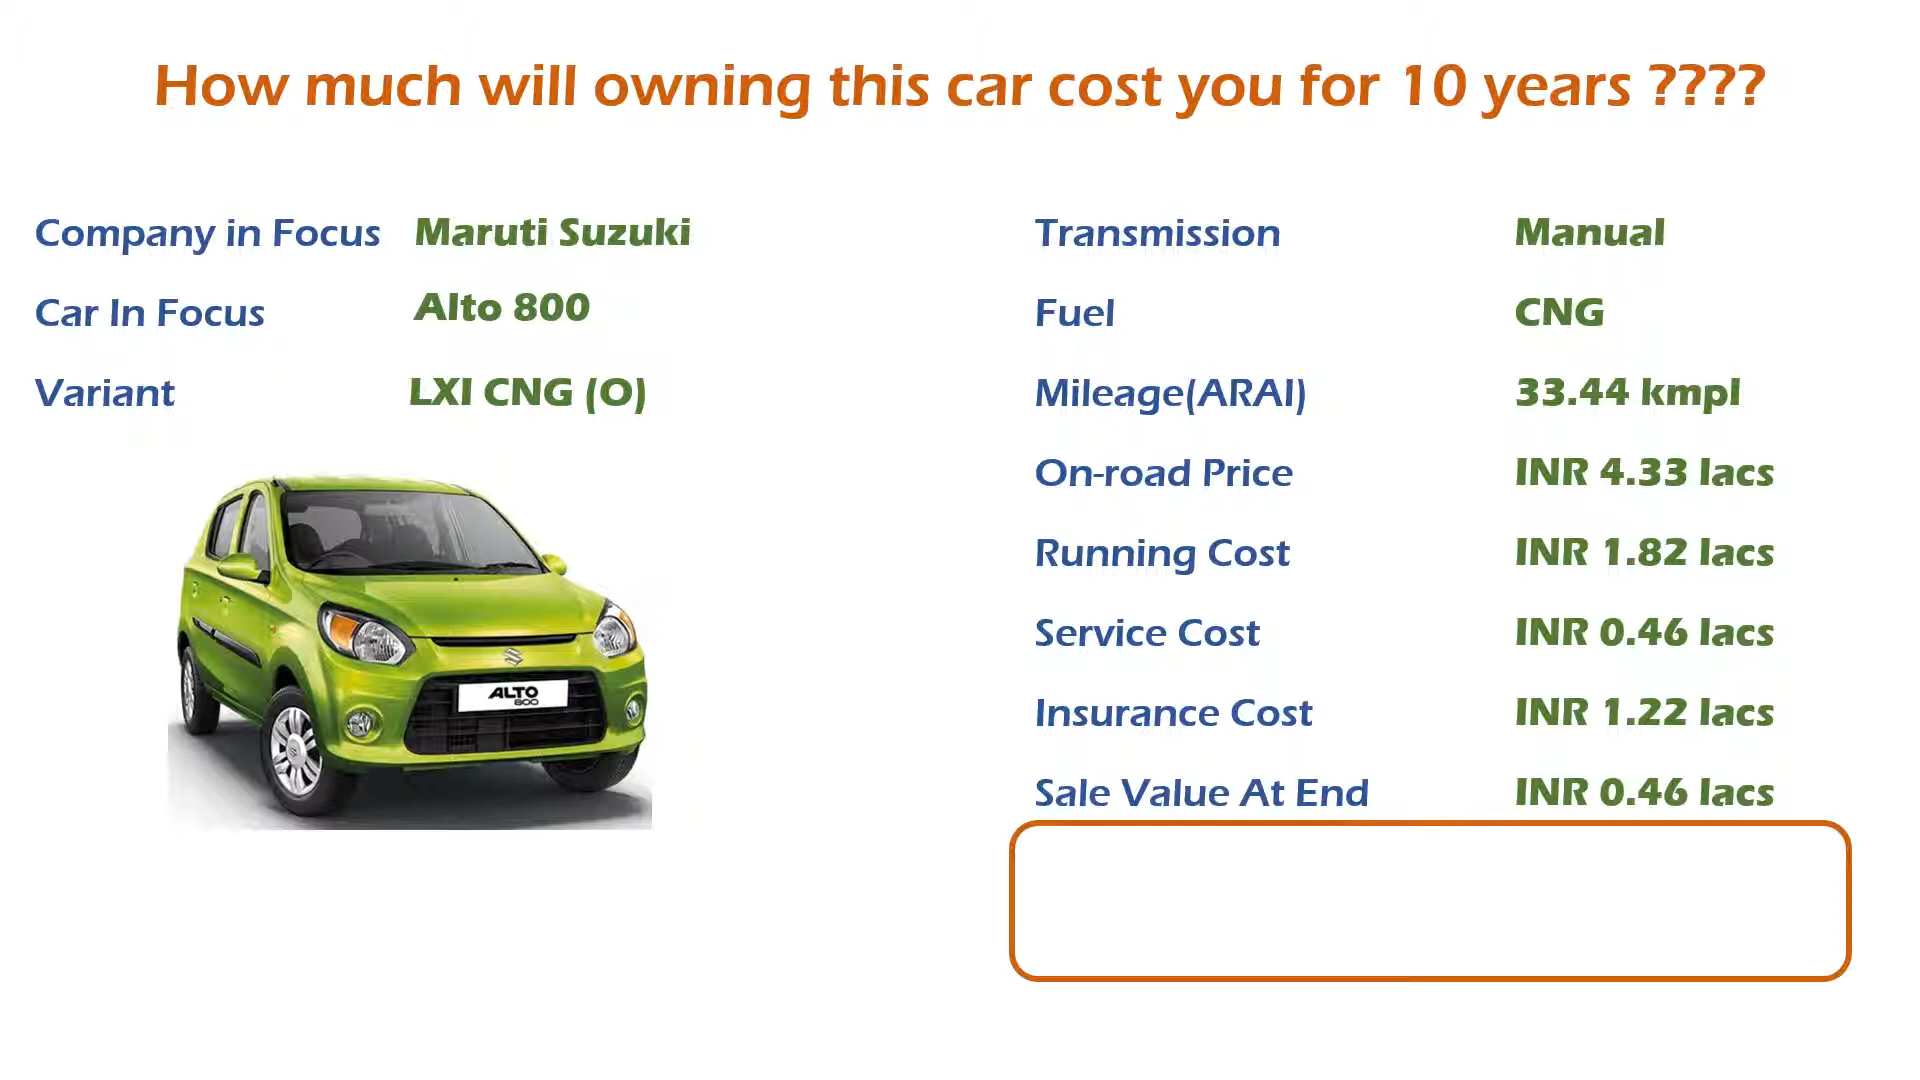 How much will owning this car cost you for 10 years ????
Company in Focus Maruti Suzuki
Car In Focus Alto 800
Variant LXI CNG (O)
ALTO
800
Transmission Manual
Fuel CNG
Mileage(ARAI) 33.44 kmpl
On-road Price INR 4.33 lacs
Running Cost INR 1.82 lacs
Service Cost INR 0.46 lacs
Insurance Cost INR 1.22 lacs
Sale Value At End INR 0.46 lacs